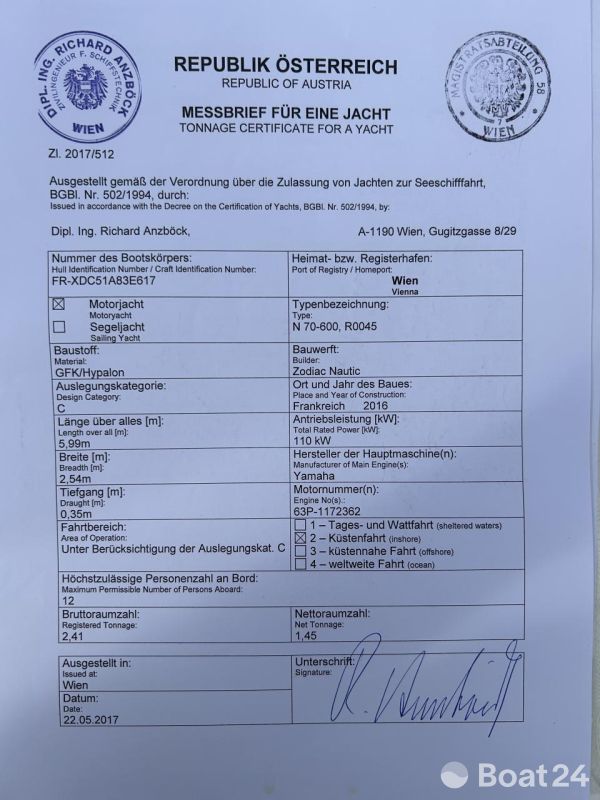 DIPL. ING. RICHARD ANZBÖCK
ZIVILINGENIEUR F. SCHIFFSTECHNIK
WIEN
REPUBLIK ÖSTERREICH
REPUBLIC OF AUSTRIA
MESSBRIEF FÜR EINE JACHT
TONNAGE CERTIFICATE FOR A YACHT
MAGISTRATSABTEILUNG 58
7
WIEN
Zl. 2017/512
Ausgestellt gemäß der Verordnung über die Zulassung von Jachten zur Seeschifffahrt,
BGBl. Nr. 502/1994, durch:
Issued in accordance with the Decree on the Certification of Yachts, BGBl. Nr. 502/1994, by:
Dipl. Ing. Richard Anzböck, A-1190 Wien, Gugitzgasse 8/29
Nummer des Bootskörpers:
Hull Identification Number / Craft Identification Number:
FR-XDC51A83E617
Heimat- bzw. Registerhafen:
Port of Registry / Homeport:
Wien
Vienna
Motorjacht
Motoryacht
Segeljacht
Sailing Yacht
Typenbezeichnung:
Type:
N 70-600, R0045
Baustoff:
Material:
GFK/Hypalon
Bauwerft:
Builder:
Zodiac Nautic
Auslegungskategorie:
Design Category:
C
Ort und Jahr des Baues:
Place and Year of Construction:
Frankreich 2016
Länge über alles [m]:
Length over all [m]:
5,99m
Antriebsleistung [kW]:
Total Rated Power [kW]:
110 kW
Breite [m]:
Breadth [m]:
2,54m
Hersteller der Hauptmaschine(n):
Manufacturer of Main Engine(s):
Yamaha
Tiefgang [m]:
Draught [m]:
0,35m
Motornummer(n):
Engine No(s).:
63P-1172362
Fahrtbereich:
Area of Operation:
Unter Berücksichtigung der Auslegungskat. C
1 – Tages- und Wattfahrt (sheltered waters)
2 – Küstenfahrt (inshore)
3 – küstennahe Fahrt (offshore)
4 – weltweite Fahrt (ocean)
Höchstzulässige Personenzahl an Bord:
Maximum Permissible Number of Persons Aboard:
12
Bruttoraumzahl:
Registered Tonnage:
2,41
Nettoraumzahl:
Net Tonnage:
1,45
Ausgestellt in:
Issued at:
Wien
Datum:
Date:
22.05.2017
Unterschrift:
Signature:
Boat24